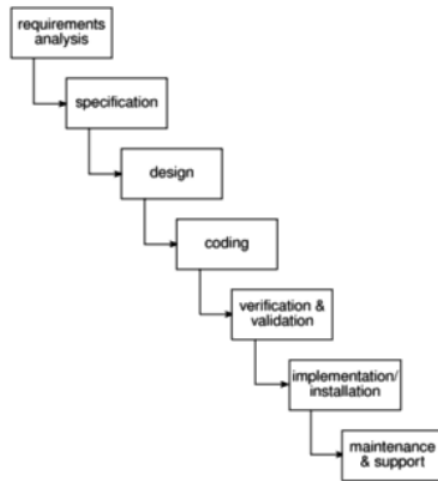 requirements
analysis
specification
design
coding
verification &
validation
implementation/
installation
maintenance
& support